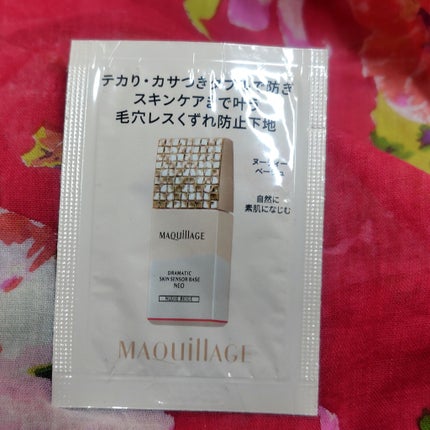 テカり・カサつきダブルで防ぎ
スキンケアまで叶う
毛穴レスくずれ防止下地
ヌーディー
ベージュ
自然に
素肌になじむ
MAQuillAGE
DRAMATIC
SKIN SENSOR BASE
NEO
NUDIE BEIGE
MAQuillAGE